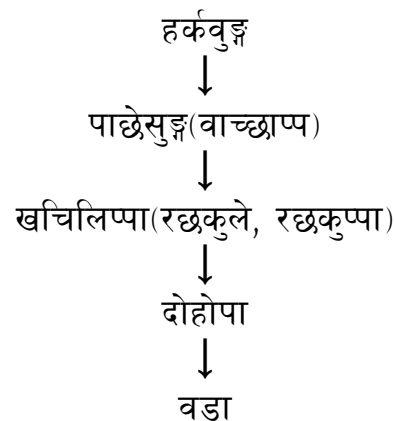 हर्कवुङ्ग
↓
पाछेसुङ्ग(वाच्छाप्प)
↓
खचिलिप्पा(रछकुले, रछकुप्पा)
↓
दोहोपा
↓
वडा